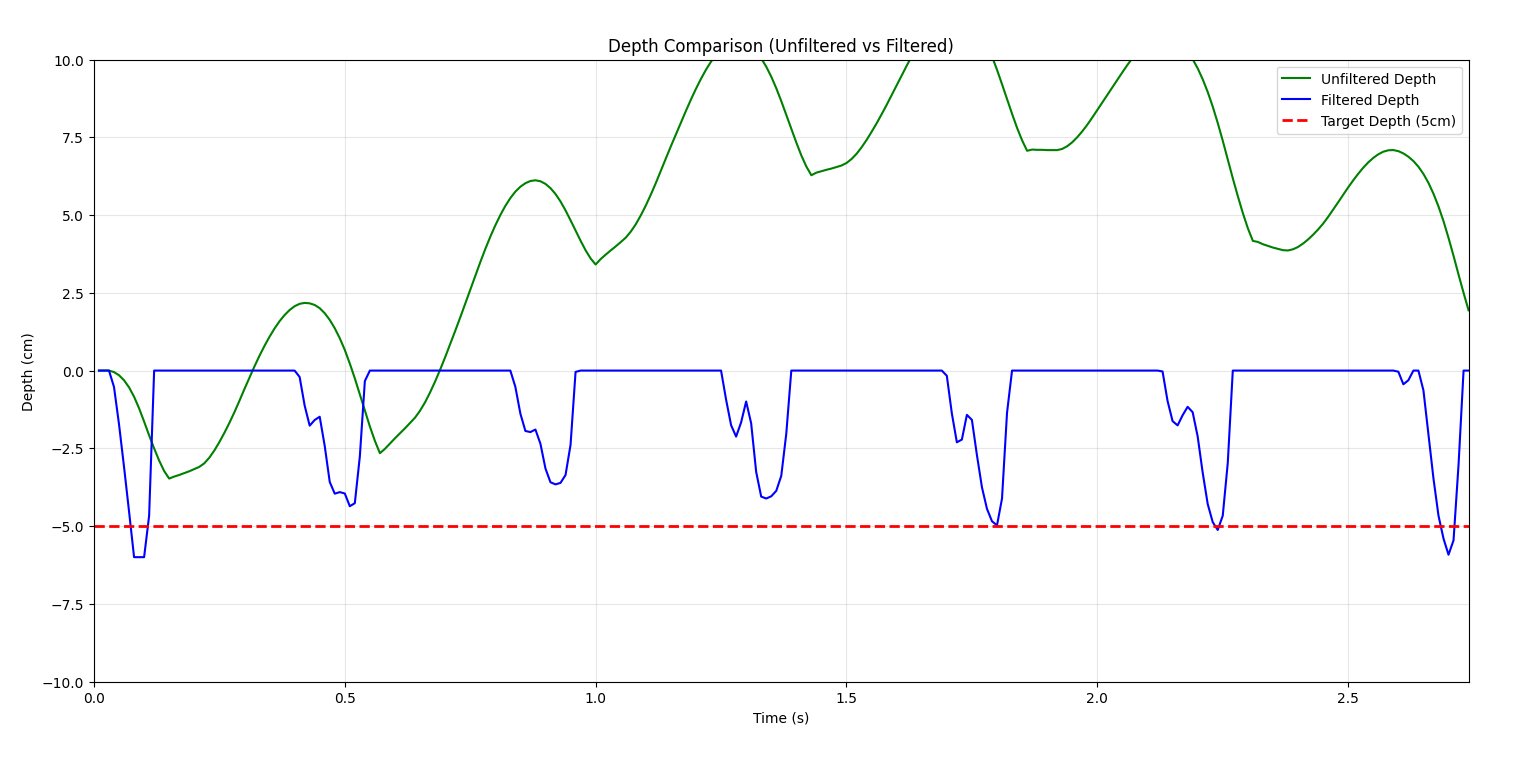 Depth Comparison (Unfiltered vs Filtered)
10.0
7.5
5.0
2.5
0.0
−2.5
−5.0
−7.5
−10.0
Depth (cm)
Unfiltered Depth
Filtered Depth
Target Depth (5cm)
0.0 0.5 1.0 1.5 2.0 2.5
Time (s)